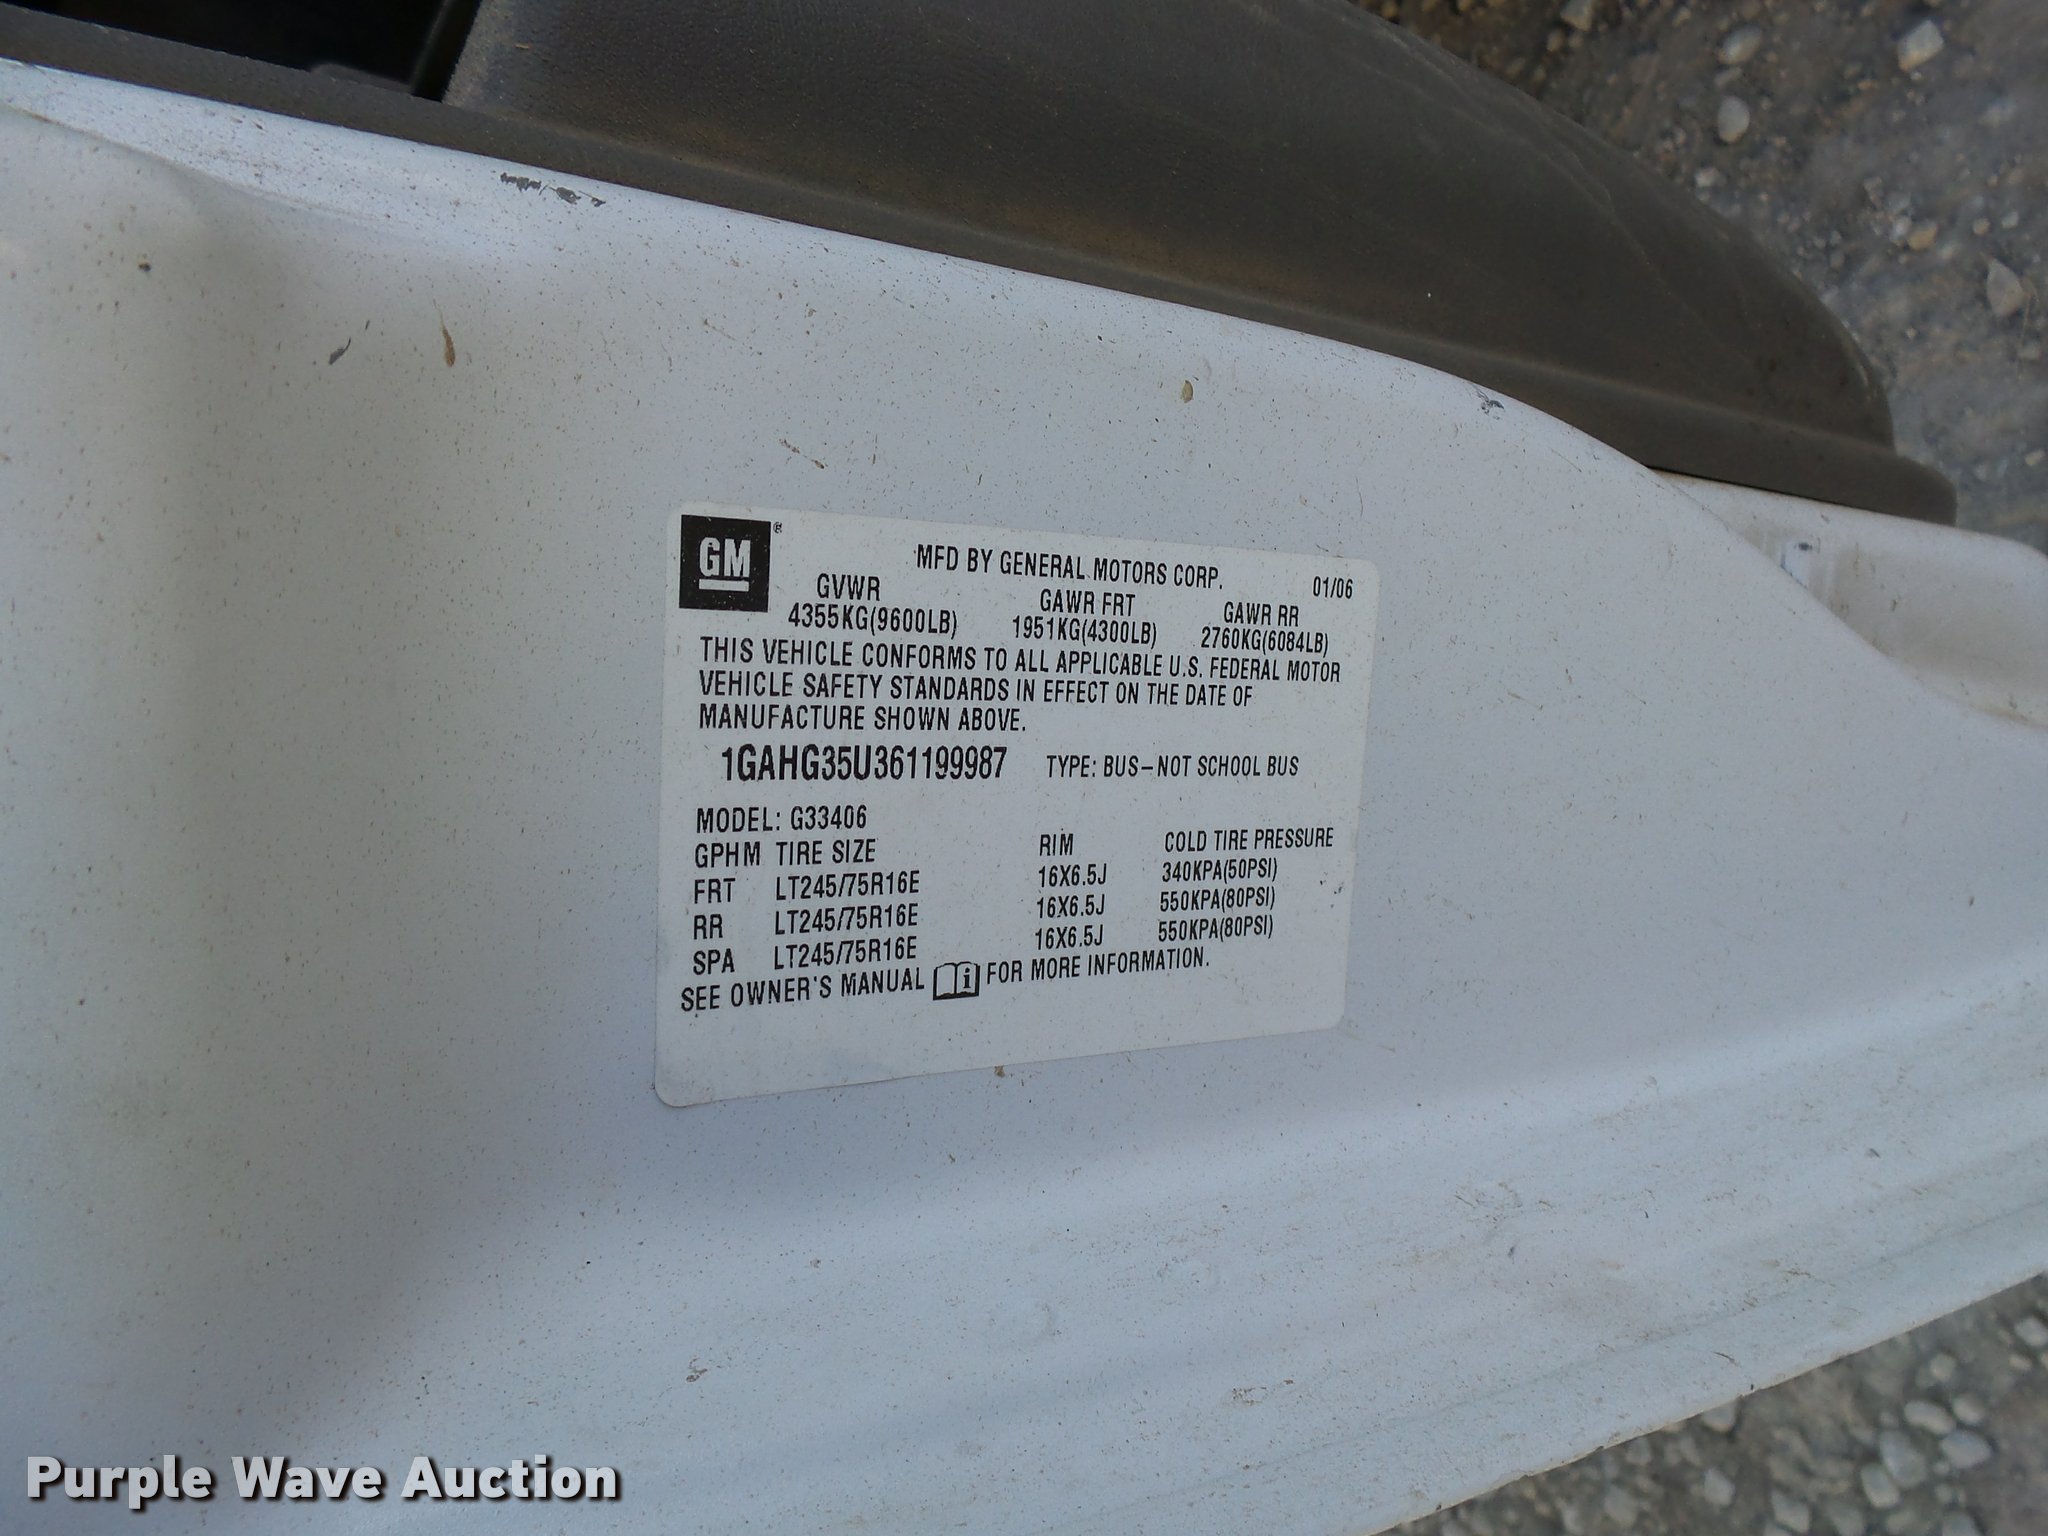 GM
MFD BY GENERAL MOTORS CORP. 01/06
GVWR GAWR FRT GAWR RR
4355KG(9600LB) 1951KG(4300LB) 2760KG(6084LB)
THIS VEHICLE CONFORMS TO ALL APPLICABLE U.S. FEDERAL MOTOR
VEHICLE SAFETY STANDARDS IN EFFECT ON THE DATE OF
MANUFACTURE SHOWN ABOVE.
1GAHG35U361199987 TYPE: BUS-NOT SCHOOL BUS
MODEL: G33406
GPHM TIRE SIZE RIM COLD TIRE PRESSURE
FRT LT245/75R16E 16X6.5J 340KPA(50PSI)
RR LT245/75R16E 16X6.5J 550KPA(80PSI)
SPA LT245/75R16E 16X6.5J 550KPA(80PSI)
SEE OWNER'S MANUAL i FOR MORE INFORMATION.
Purple Wave Auction